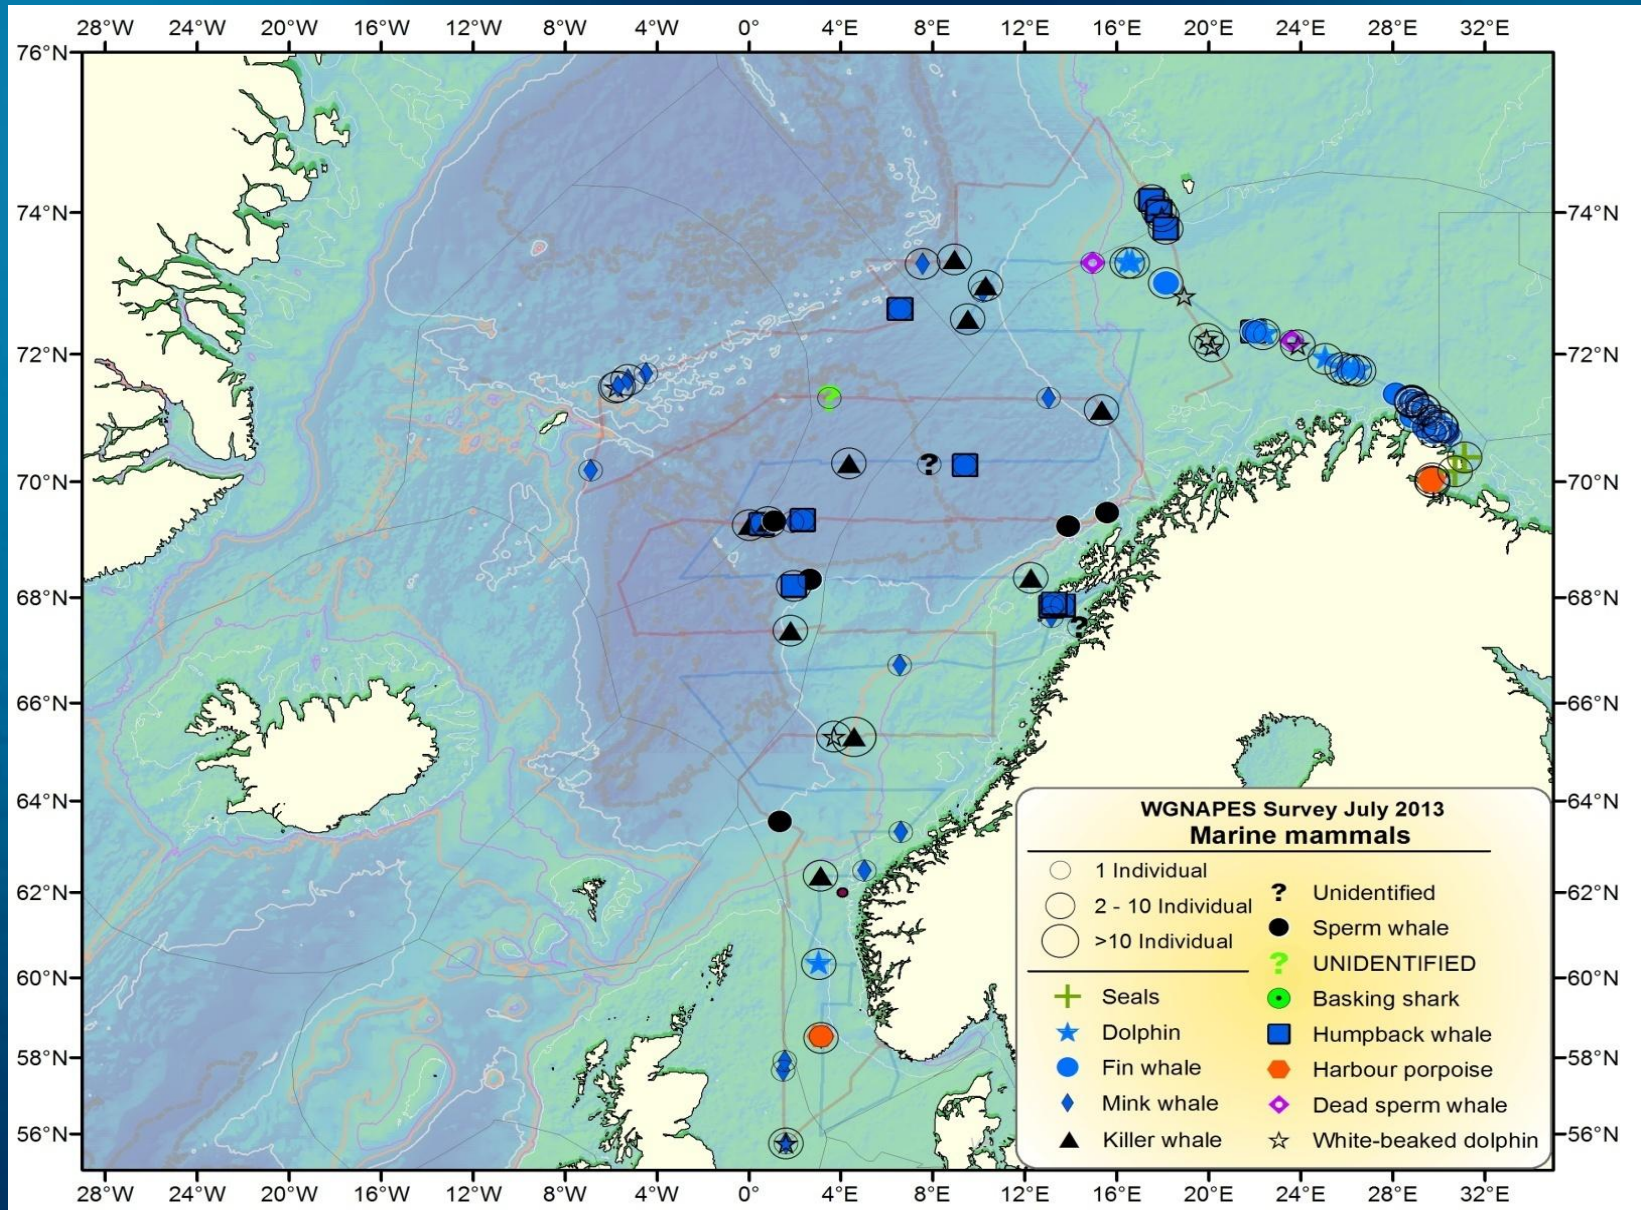 28°W 24°W 20°W 16°W 12°W 8°W 4°W 0° 4°E 8°E 12°E 16°E 20°E 24°E 28°E 32°E
76°N
74°N 74°N
72°N 72°N
?
? 
70°N 70°N
68°N 68°N
?
66°N 66°N
64°N 64°N
62°N 62°N
60°N 60°N
58°N 58°N
56°N 56°N
WGNAPES Survey July 2013
Marine mammals
1 Individual
2 - 10 Individual
>10 Individual
Seals
Dolphin
Fin whale
Mink whale
Killer whale
? Unidentified
Sperm whale
? UNIDENTIFIED
Basking shark
Humpback whale
Harbour porpoise
Dead sperm whale
White-beaked dolphin
28°W 24°W 20°W 16°W 12°W 8°W 4°W 0° 4°E 8°E 12°E 16°E 20°E 24°E 28°E 32°E